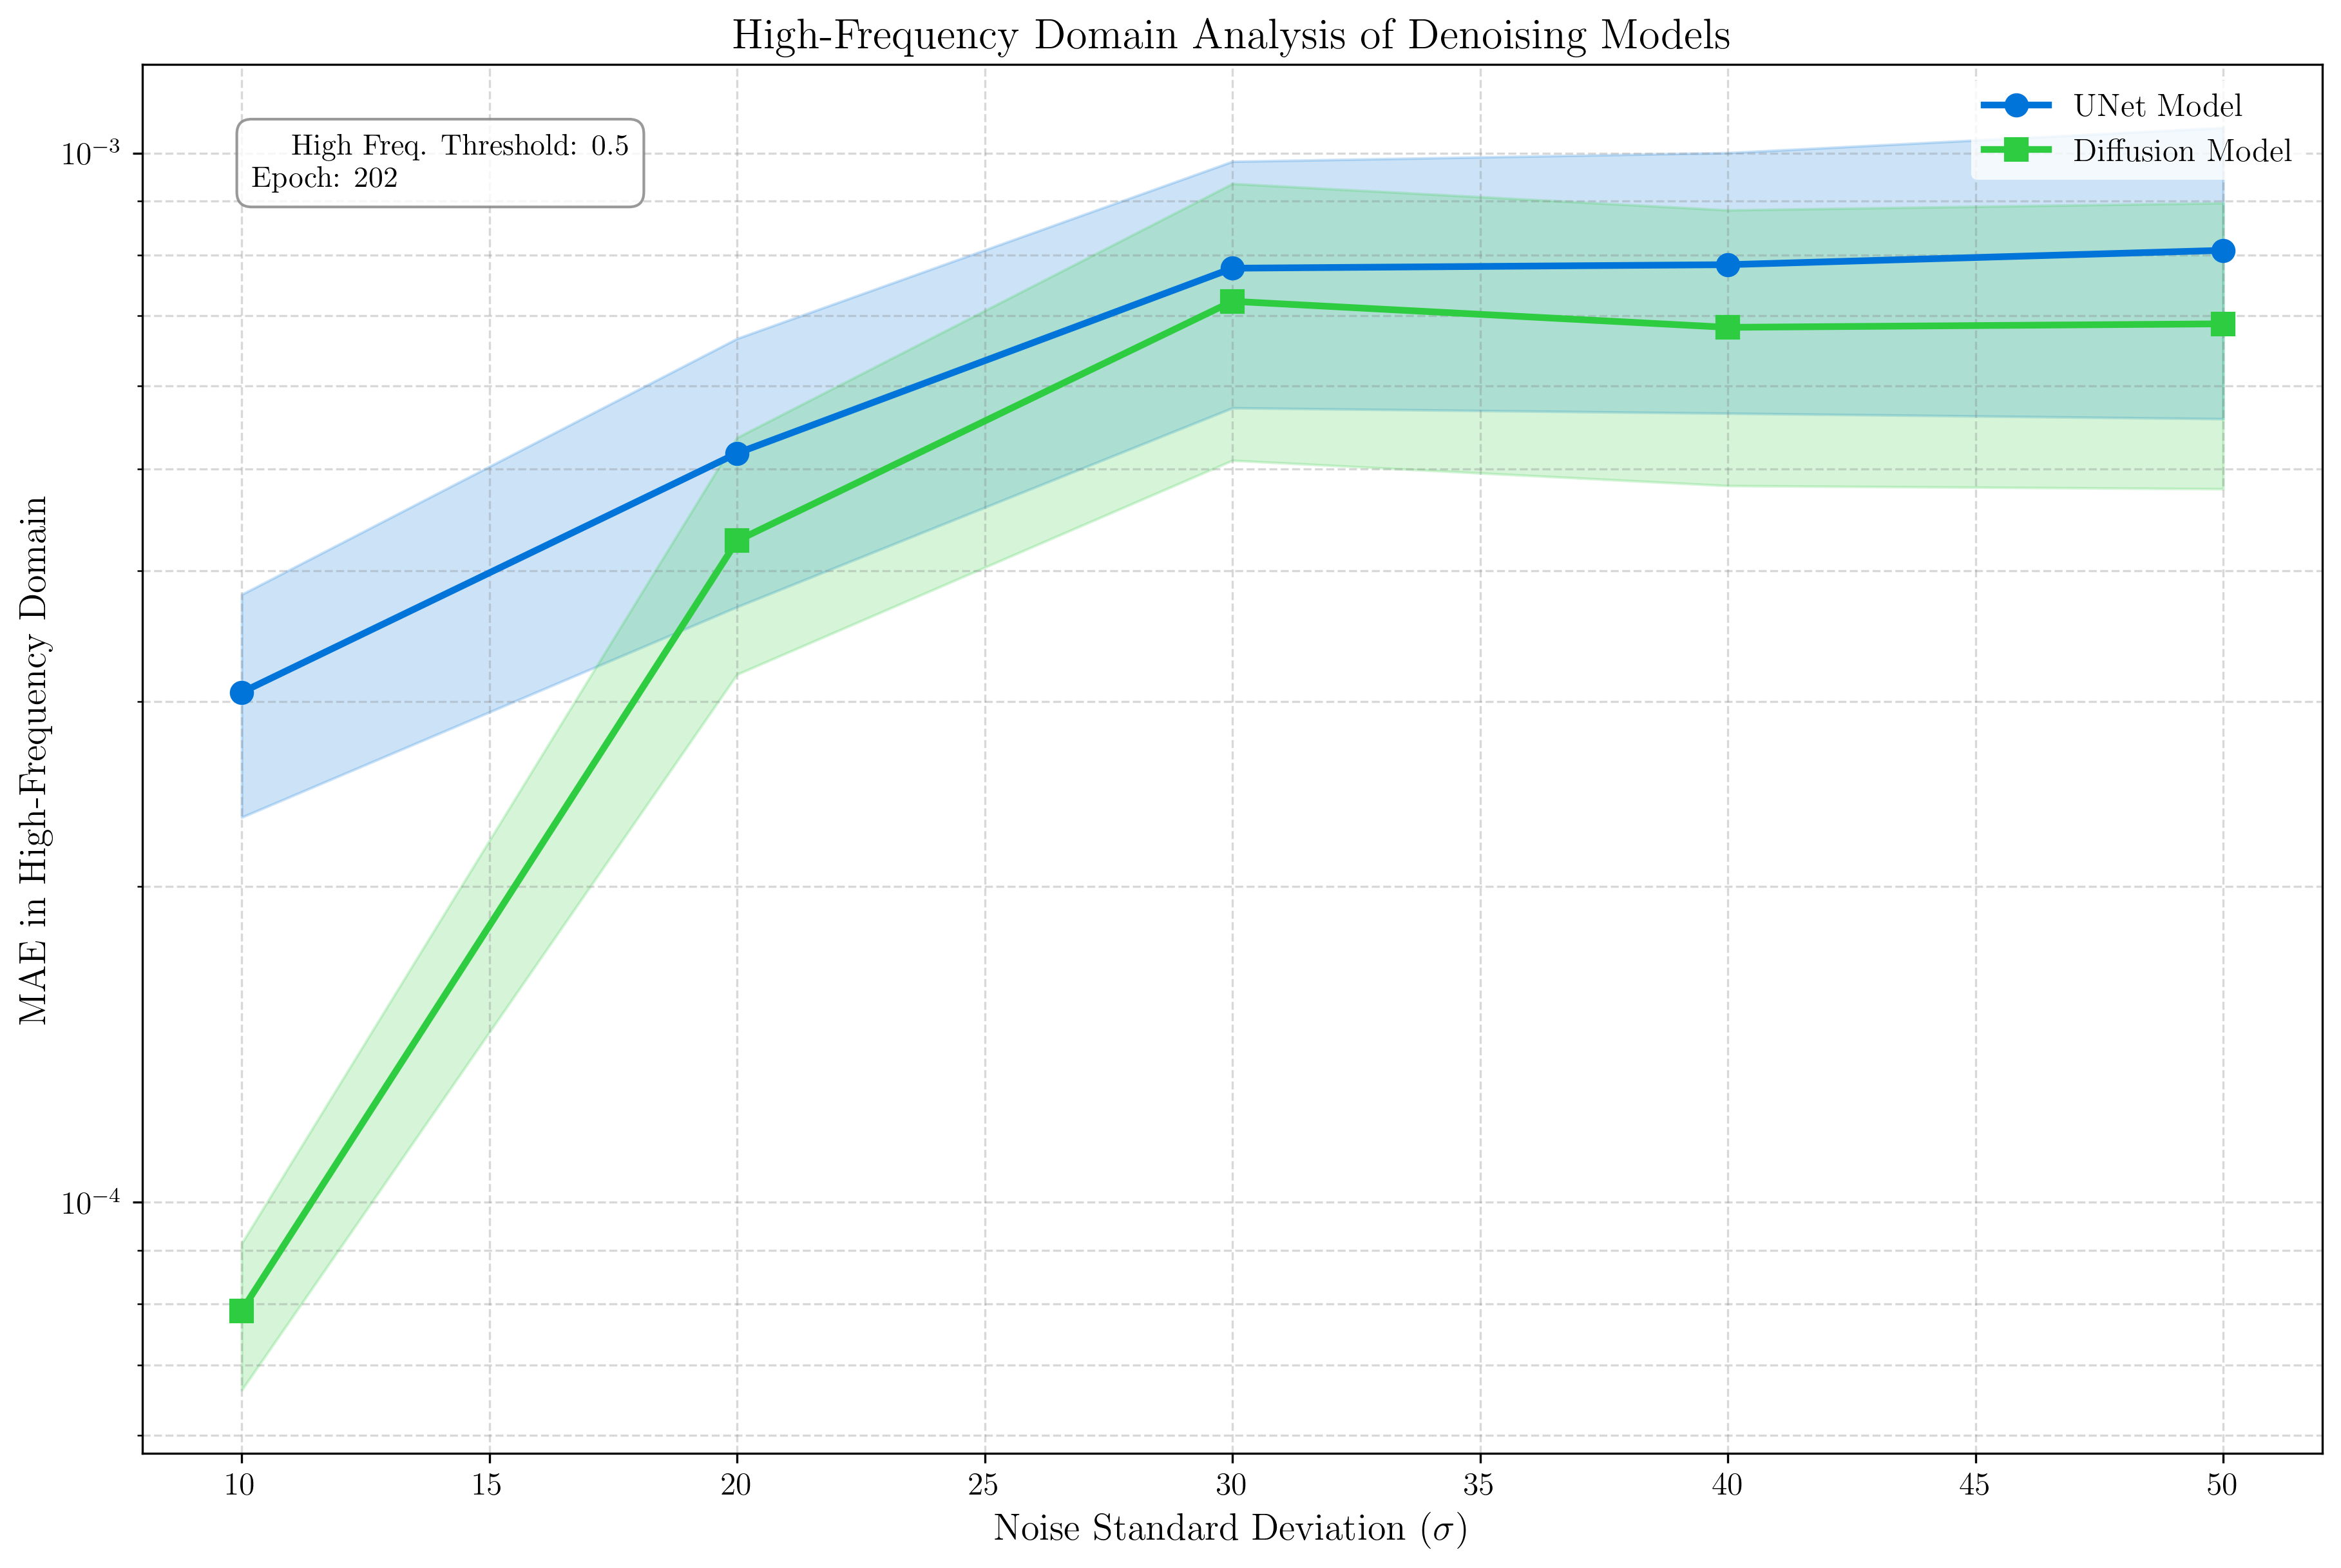 High-Frequency Domain Analysis of Denoising Models
High Freq. Threshold: 0.5
Epoch: 202
UNet Model
Diffusion Model
MAE in High-Frequency Domain
10⁻³
10⁻⁴
10 15 20 25 30 35 40 45 50
Noise Standard Deviation (σ)